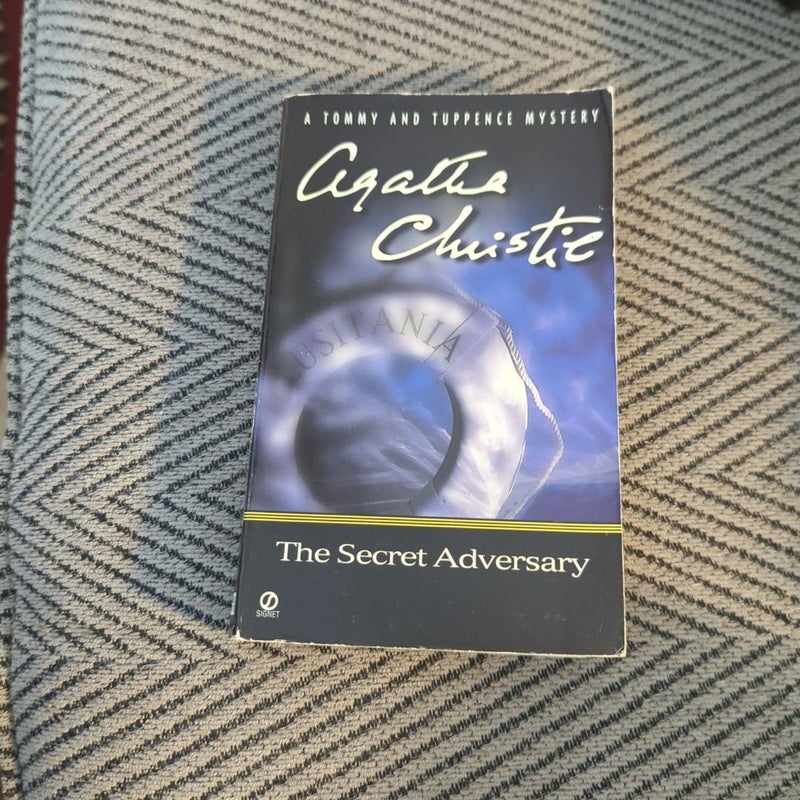 A TOMMY AND TUPPENCE MYSTERY
Agatha
Christie
LUSITANIA
The Secret Adversary
SIGNET